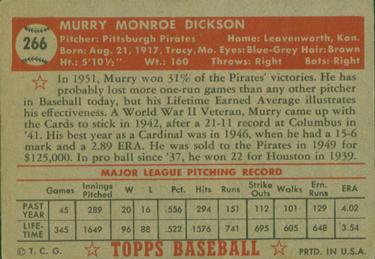 266
MURRY MONROE DICKSON
Pitcher: Pittsburgh Pirates Home: Leavenworth, Kan.
Born: Aug. 21, 1917, Tracy, Mo. Eyes: Blue-Grey Hair: Brown
Ht: 5'10½" Wt: 160 Throws: Right Bats: Right
In 1951, Murry won 31% of the Pirates' victories. He has
probably lost more one-run games than any other pitcher
in Baseball today, but his Lifetime Earned Average illustrates
his effectiveness. A World War II Veteran, Murry came up with
the Cards to stick in 1942, after a 21-11 record at Columbus in
'41. His best year as a Cardinal was in 1946, when he had a 15-6
mark and a 2.89 ERA. He was sold to the Pirates in 1949 for
$125,000. In pro ball since '37, he won 22 for Houston in 1939.
MAJOR LEAGUE PITCHING RECORD
Games Innings Pitched W L Pct. Hits Runs Strike Outs Walks Ern. Runs ERA
PAST YEAR 45 289 20 16 .556 294 151 112 101 129 4.02
LIFETIME 345 1649 96 88 .522 1607 744 605 648 '3.54
© T. C. G. TOPPS BASEBALL PRTD. IN U.S.A.